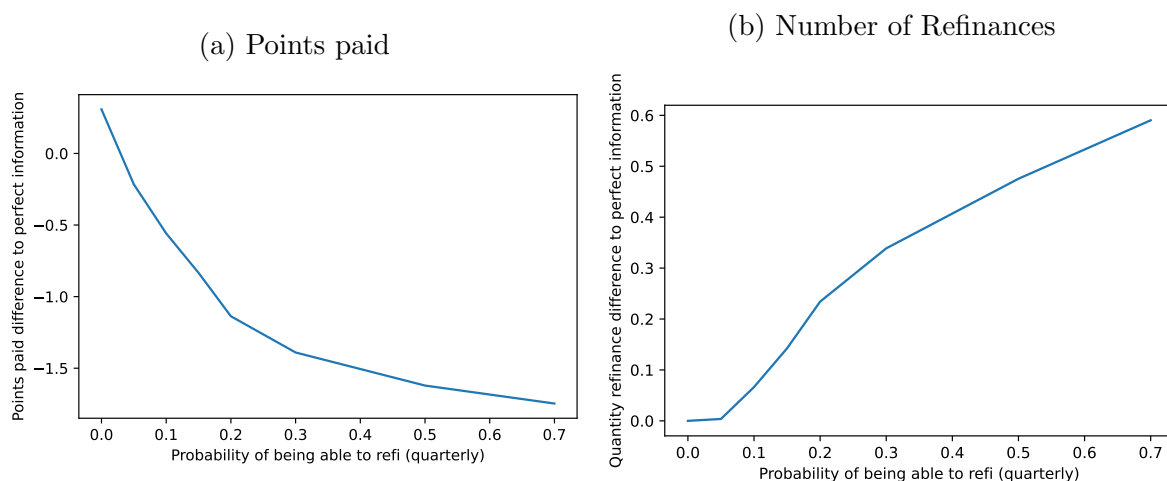 (a) Points paid
Points paid difference to perfect information
0.0
−0.5
−1.0
−1.5
0.0 0.1 0.2 0.3 0.4 0.5 0.6 0.7
Probability of being able to refi (quarterly)
(b) Number of Refinances
Quantity refinance difference to perfect information
0.6
0.5
0.4
0.3
0.2
0.1
0.0
0.0 0.1 0.2 0.3 0.4 0.5 0.6 0.7
Probability of being able to refi (quarterly)